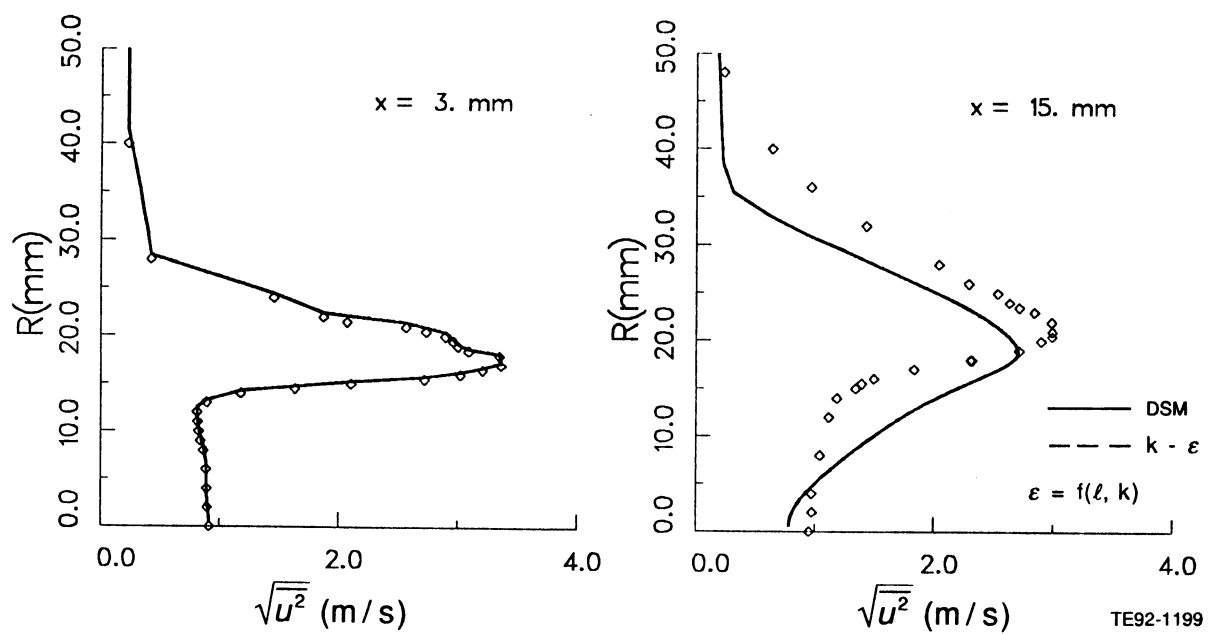 50.0
40.0
30.0
20.0
10.0
0.0
R(mm)
x = 3. mm
0.0 2.0 4.0
√u² (m/s)
50.0
40.0
30.0
20.0
10.0
0.0
R(mm)
x = 15. mm
DSM
k - ε
ε = f(ℓ, k)
0.0 2.0 4.0
√u² (m/s)
TE92-1199